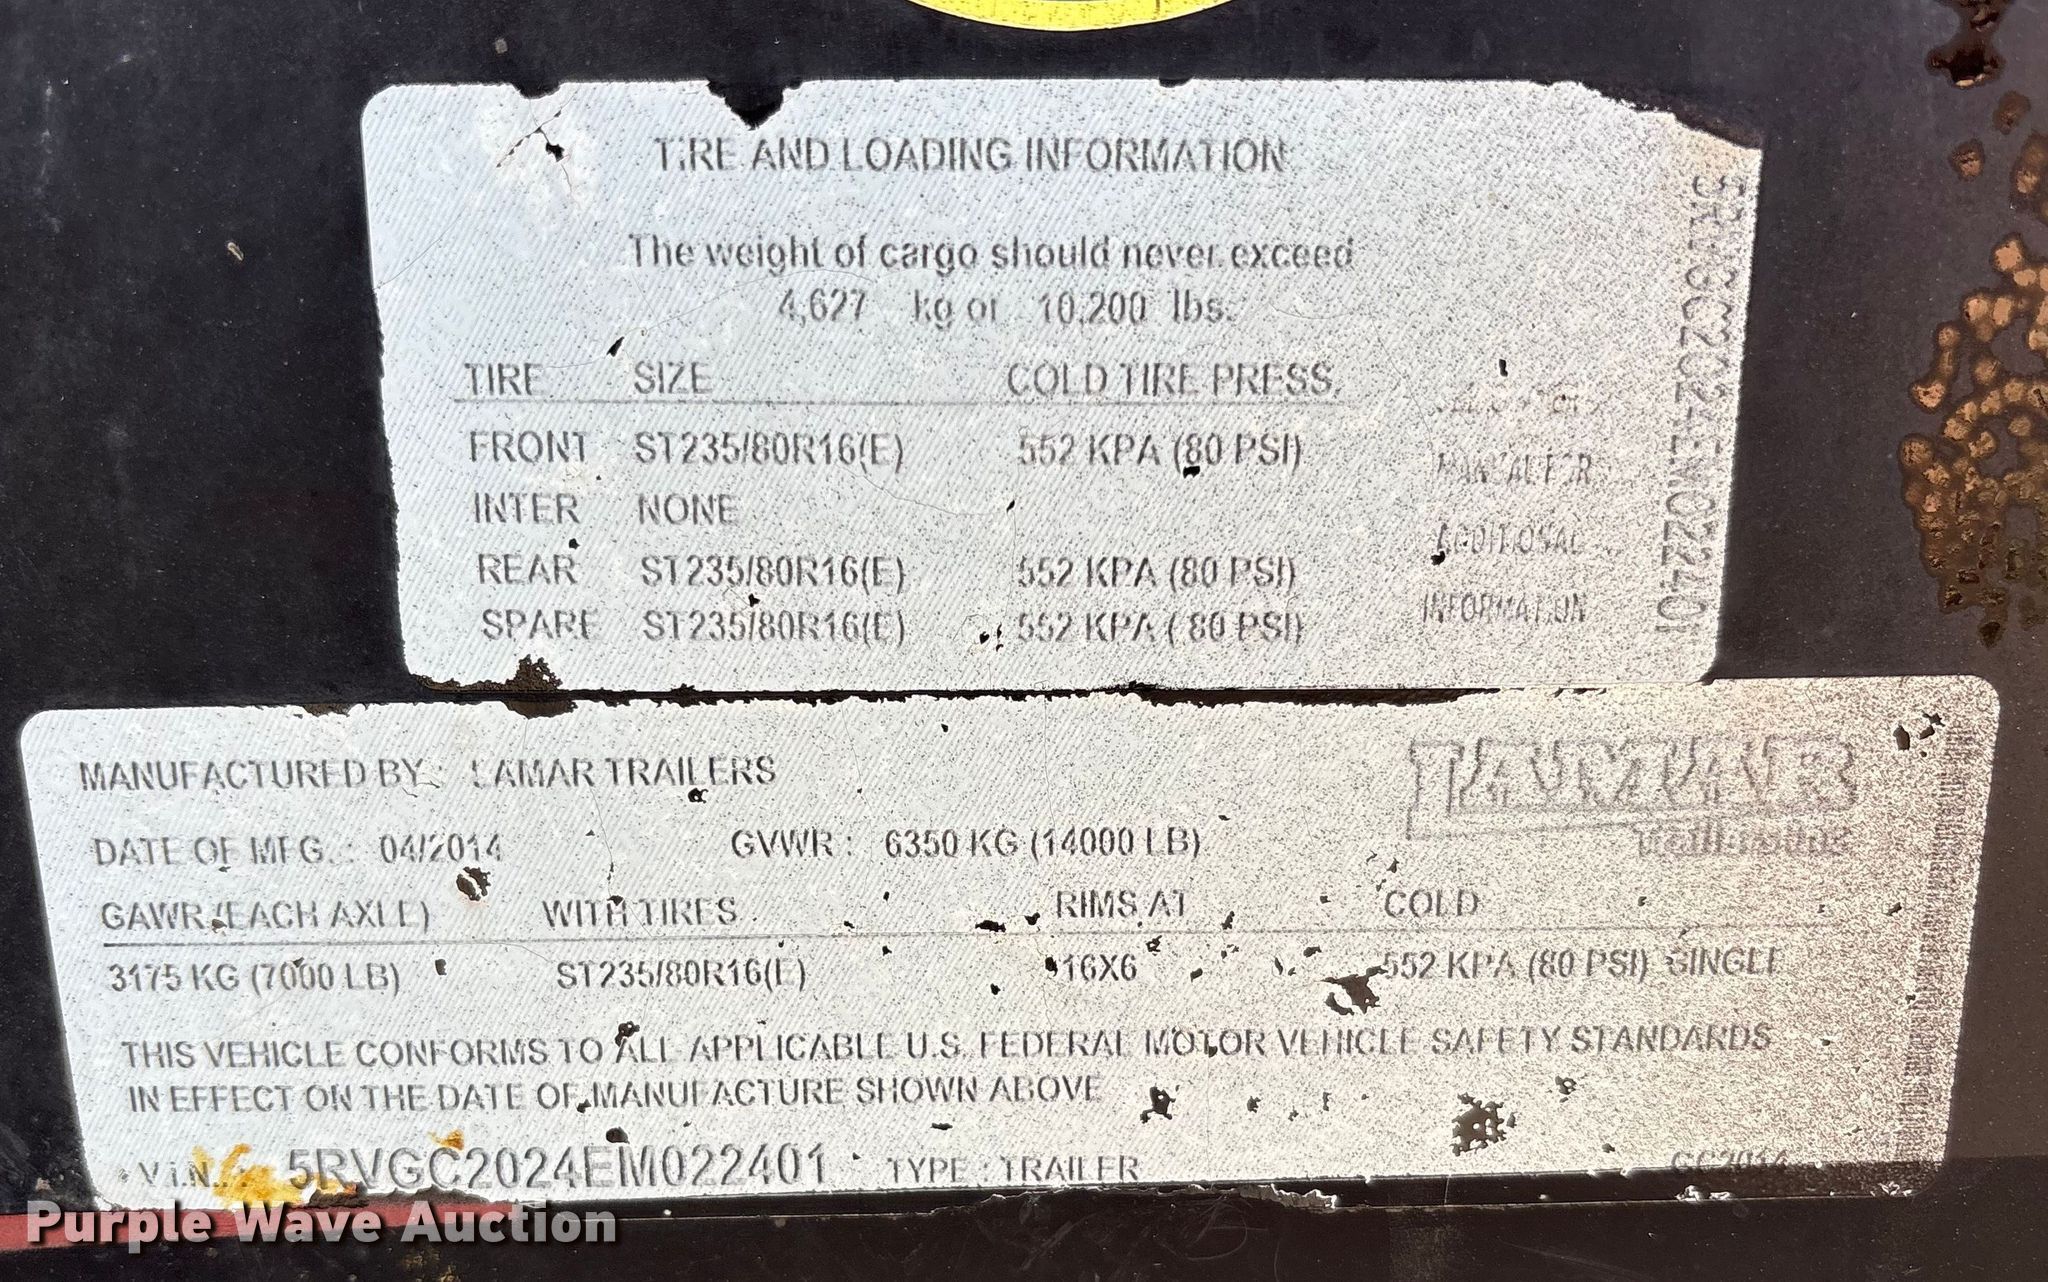 TIRE AND LOADING INFORMATION
The weight of cargo should never exceed
4,627 kg or 10,200 lbs.
TIRE SIZE COLD TIRE PRESS.
FRONT ST235/80R16(E) 552 KPA (80 PSI)
INTER NONE
REAR ST235/80R16(E) 552 KPA (80 PSI)
SPARE ST235/80R16(E) 552 KPA ( 80 PSI)
MANUAL FOR
ADDITIONAL
INFORMATION
5RVGC2024EM022401
MANUFACTURED BY : LAMAR TRAILERS
LAMAR
DATE OF MFG. : 04/2014 GVWR : 6350 KG (14000 LB)
GAWR (EACH AXLE) WITH TIRES RIMS AT COLD
3175 KG (7000 LB) ST235/80R16(E) 16X6 552 KPA (80 PSI) SINGLE
THIS VEHICLE CONFORMS TO ALL APPLICABLE U.S. FEDERAL MOTOR VEHICLE SAFETY STANDARDS
IN EFFECT ON THE DATE OF MANUFACTURE SHOWN ABOVE
V.I.N. : 5RVGC2024EM022401 TYPE : TRAILER
Purple Wave Auction